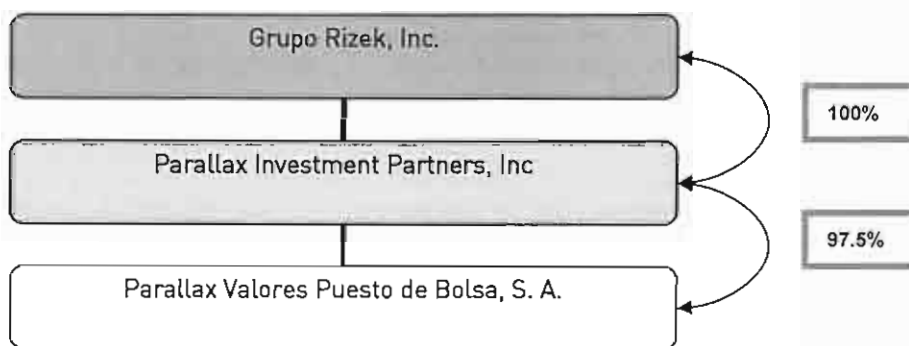 Grupo Rizek, Inc.
100%
Parallax Investment Partners, Inc
97.5%
Parallax Valores Puesto de Bolsa, S. A.